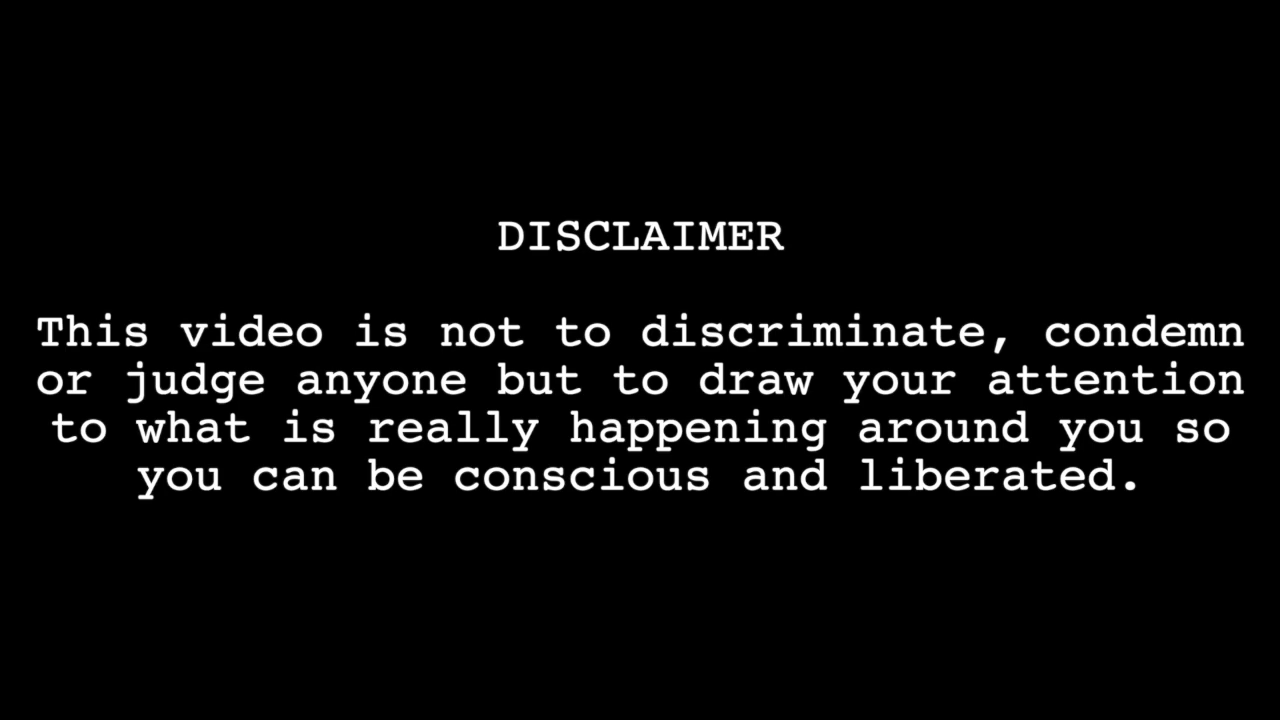 DISCLAIMER
This video is not to discriminate, condemn
or judge anyone but to draw your attention
to what is really happening around you so
you can be conscious and liberated.